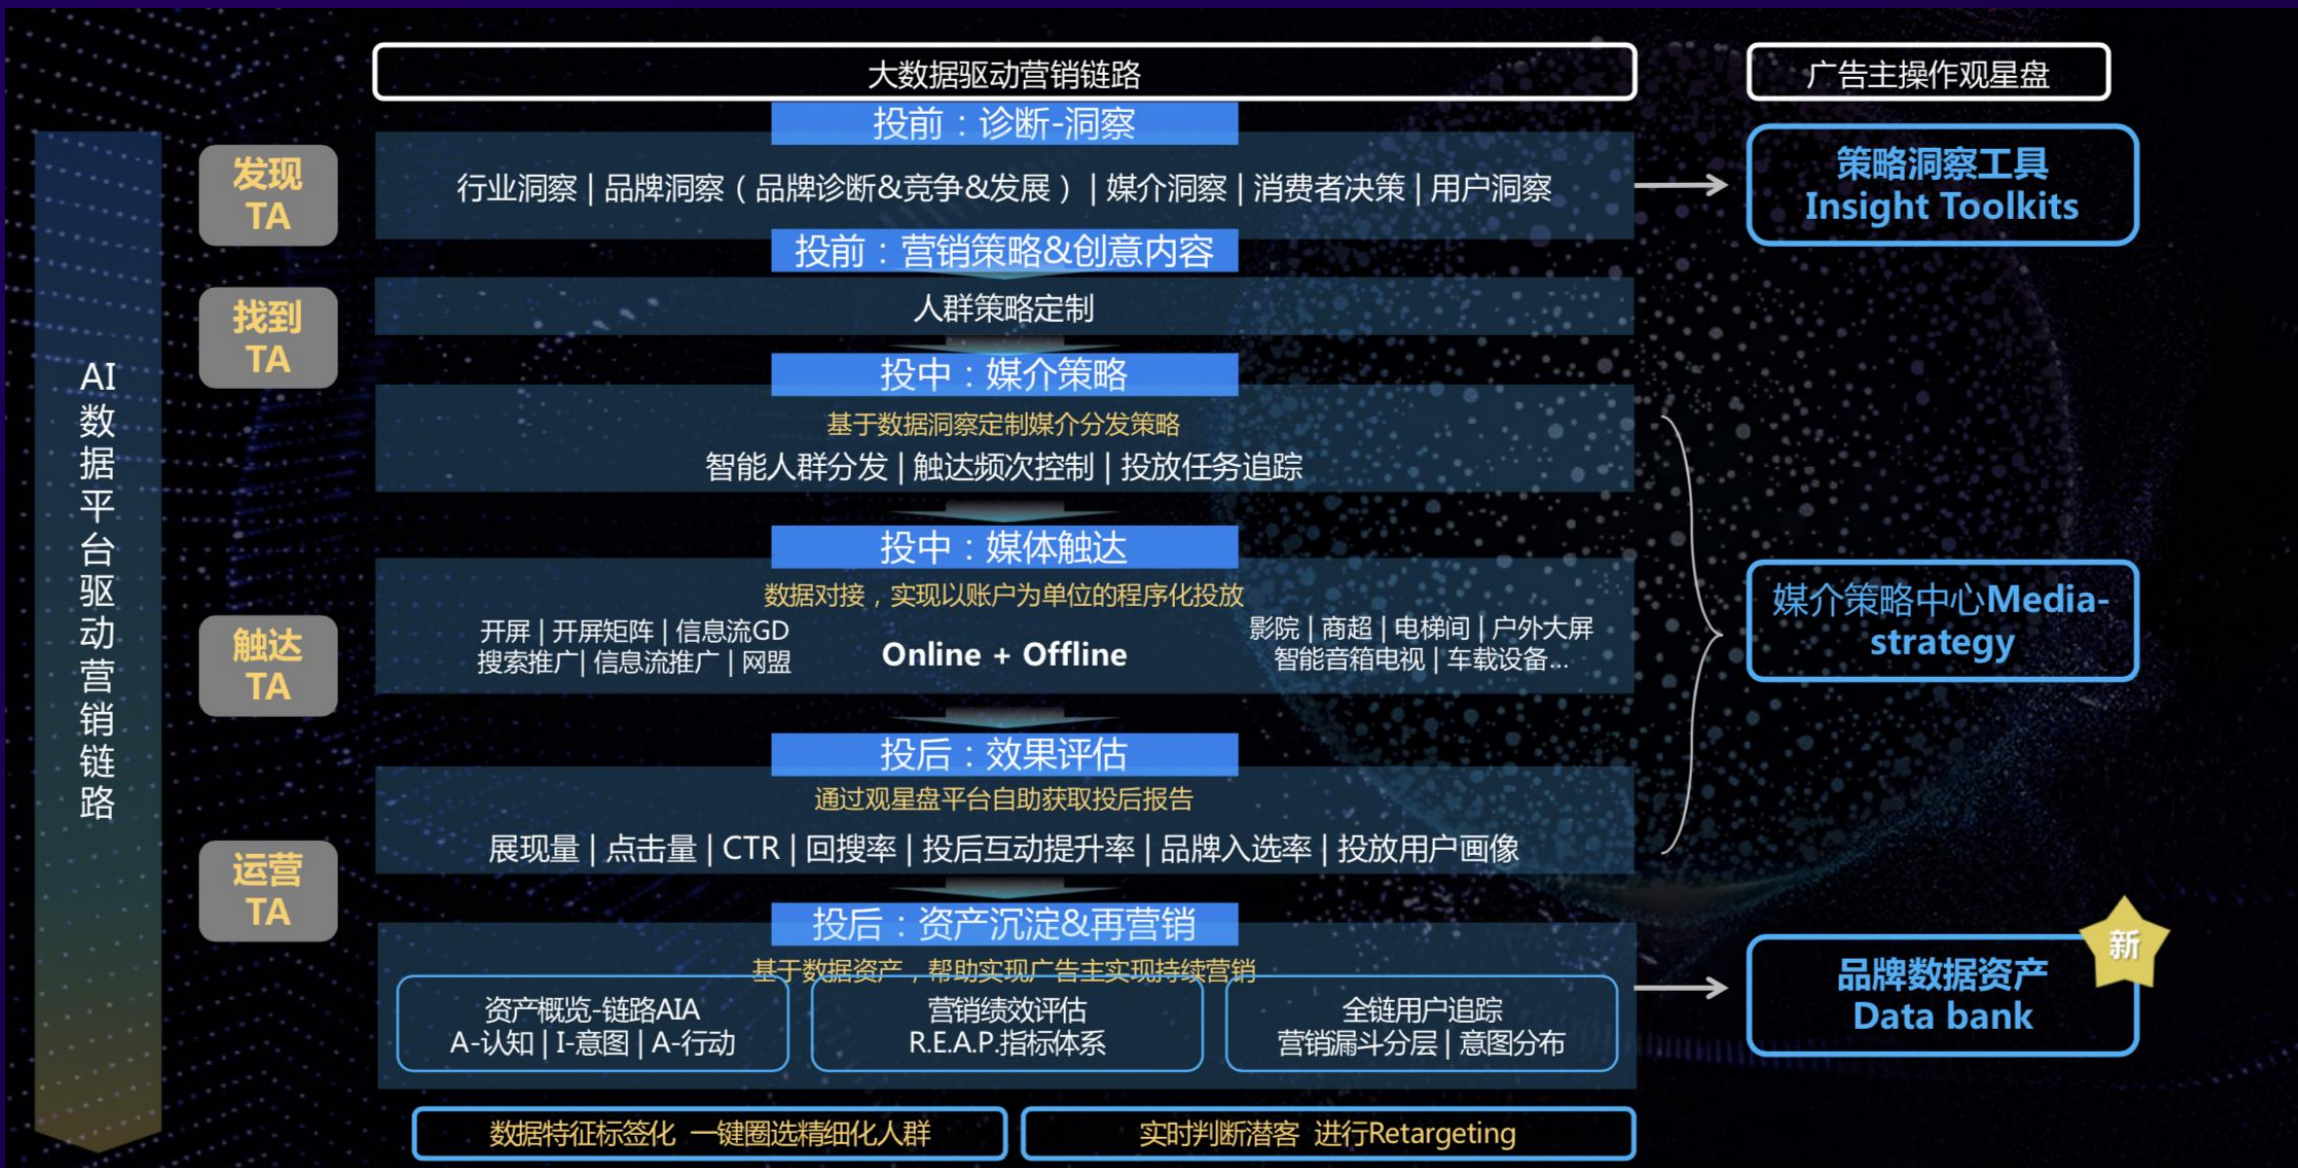 大数据驱动营销链路
广告主操作观星盘
AI数据平台驱动营销链路
发现
TA
投前：诊断-洞察
行业洞察 | 品牌洞察（品牌诊断&竞争&发展）| 媒介洞察 | 消费者决策 | 用户洞察
策略洞察工具
Insight Toolkits
找到
TA
投前：营销策略&创意内容
人群策略定制
投中：媒介策略
基于数据洞察定制媒介分发策略
智能人群分发 | 触达频次控制 | 投放任务追踪
触达
TA
投中：媒体触达
数据对接，实现以账户为单位的程序化投放
开屏 | 开屏矩阵 | 信息流GD
搜索推广| 信息流推广 | 网盟
Online + Offline
影院 | 商超 | 电梯间 | 户外大屏
智能音箱电视 | 车载设备...
媒介策略中心Media-
strategy
运营
TA
投后：效果评估
通过观星盘平台自助获取投后报告
展现量 | 点击量 | CTR | 回搜率 | 投后互动提升率 | 品牌入选率 | 投放用户画像
投后：资产沉淀&再营销
基于数据资产，帮助实现广告主实现持续营销
资产概览-链路AIA
A-认知 | I-意图 | A-行动
营销绩效评估
R.E.A.P.指标体系
全链用户追踪
营销漏斗分层 | 意图分布
新
品牌数据资产
Data bank
数据特征标签化 一键圈选精细化人群
实时判断潜客 进行Retargeting